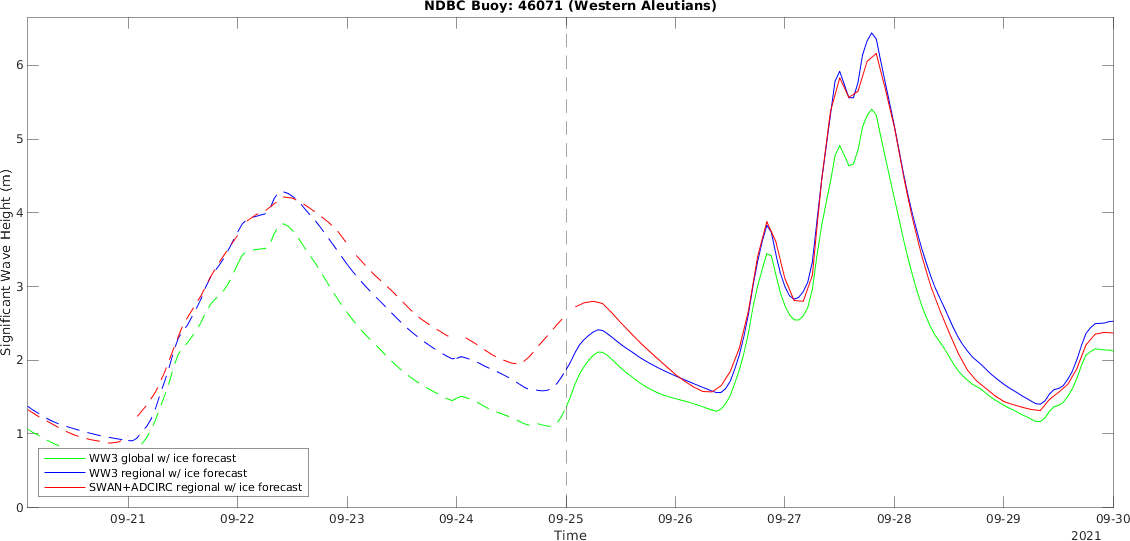 NDBC Buoy: 46071 (Western Aleutians)
Significant Wave Height (m)
6
5
4
3
2
1
0
WW3 global w/ ice forecast
WW3 regional w/ ice forecast
SWAN+ADCIRC regional w/ ice forecast
09-21 09-22 09-23 09-24 09-25 09-26 09-27 09-28 09-29 09-30
Time
2021